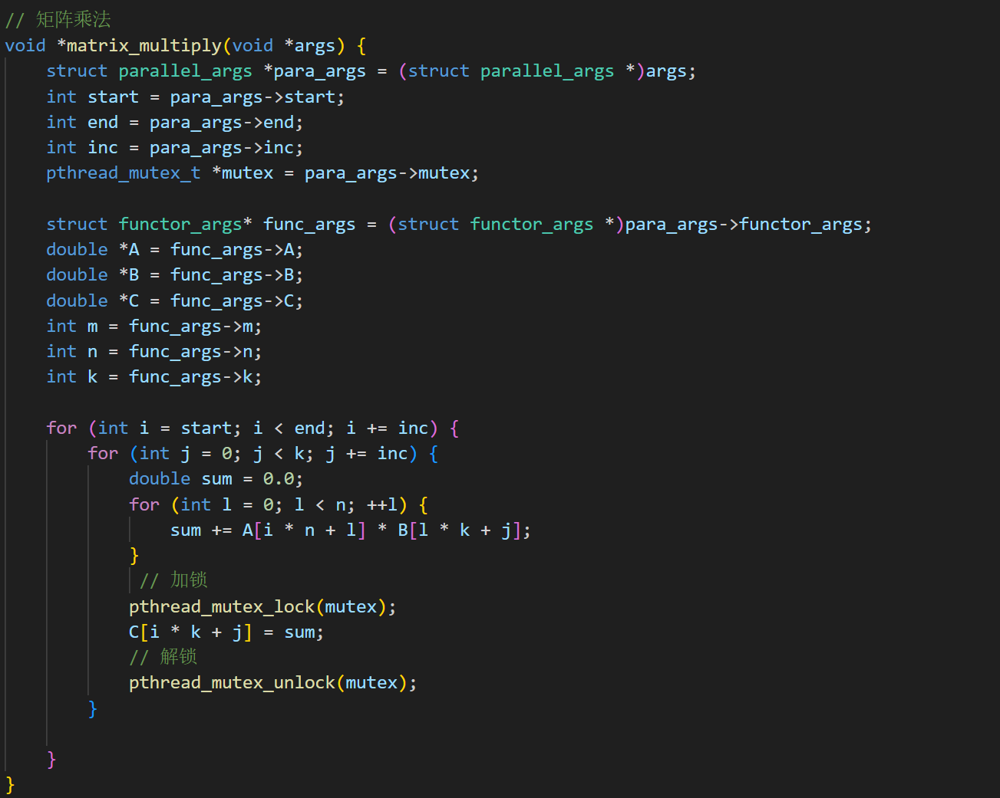 // 矩阵乘法
void *matrix_multiply(void *args) {
    struct parallel_args *para_args = (struct parallel_args *)args;
    int start = para_args->start;
    int end = para_args->end;
    int inc = para_args->inc;
    pthread_mutex_t *mutex = para_args->mutex;

    struct functor_args* func_args = (struct functor_args *)para_args->functor_args;
    double *A = func_args->A;
    double *B = func_args->B;
    double *C = func_args->C;
    int m = func_args->m;
    int n = func_args->n;
    int k = func_args->k;

    for (int i = start; i < end; i += inc) {
        for (int j = 0; j < k; j += inc) {
            double sum = 0.0;
            for (int l = 0; l < n; ++l) {
                sum += A[i * n + l] * B[l * k + j];
            }
             // 加锁
            pthread_mutex_lock(mutex);
            C[i * k + j] = sum;
            // 解锁
            pthread_mutex_unlock(mutex);
        }

    }
}